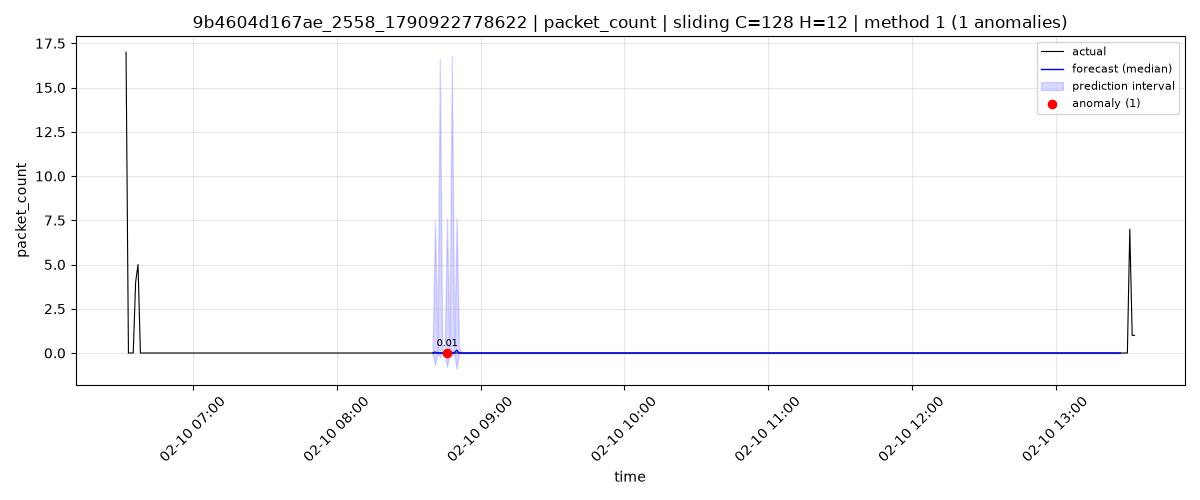 9b4604d167ae_2558_1790922778622 | packet_count | sliding C=128 H=12 | method 1 (1 anomalies)
17.5
15.0
12.5
10.0
7.5
5.0
2.5
0.0
packet_count
actual
forecast (median)
prediction interval
anomaly (1)
0.01
02-10 07:00
02-10 08:00
02-10 09:00
02-10 10:00
02-10 11:00
02-10 12:00
02-10 13:00
time